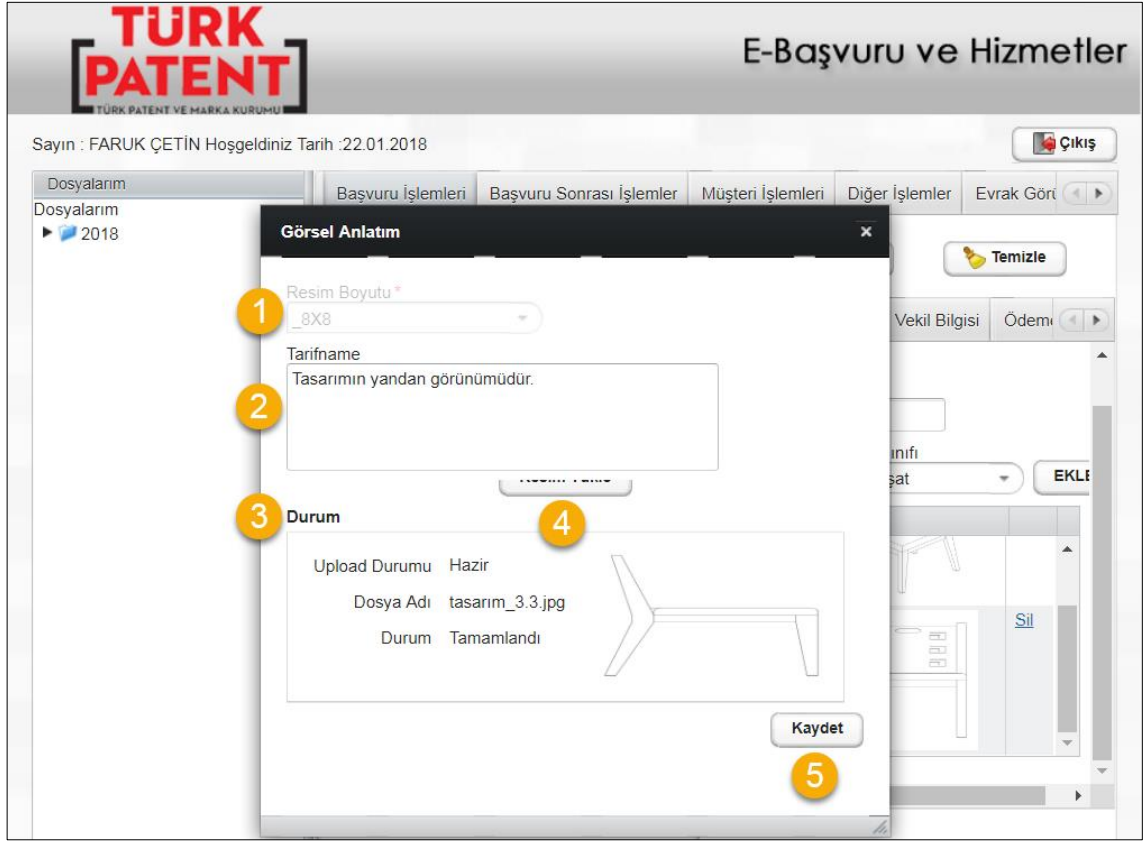 TÜRK
PATENT
TÜRK PATENT VE MARKA KURUMU
E-Başvuru ve Hizmetler
Sayın : FARUK ÇETİN Hoşgeldiniz Tarih :22.01.2018
Çıkış
Dosyalarım
Başvuru İşlemleri Başvuru Sonrası İşlemler Müşteri İşlemleri Diğer İşlemler Evrak Görü
Dosyalarım
2018
Görsel Anlatım
Temizle
Resim Boyutu *
1
_8X8
Vekil Bilgisi Ödem
Tarifname
Tasarımın yandan görünümüdür.
2
ınıfı
şat
EKLE
3
Durum
4
Upload Durumu Hazir
Dosya Adı tasarım_3.3.jpg
Durum Tamamlandı
Sil
Kaydet
5